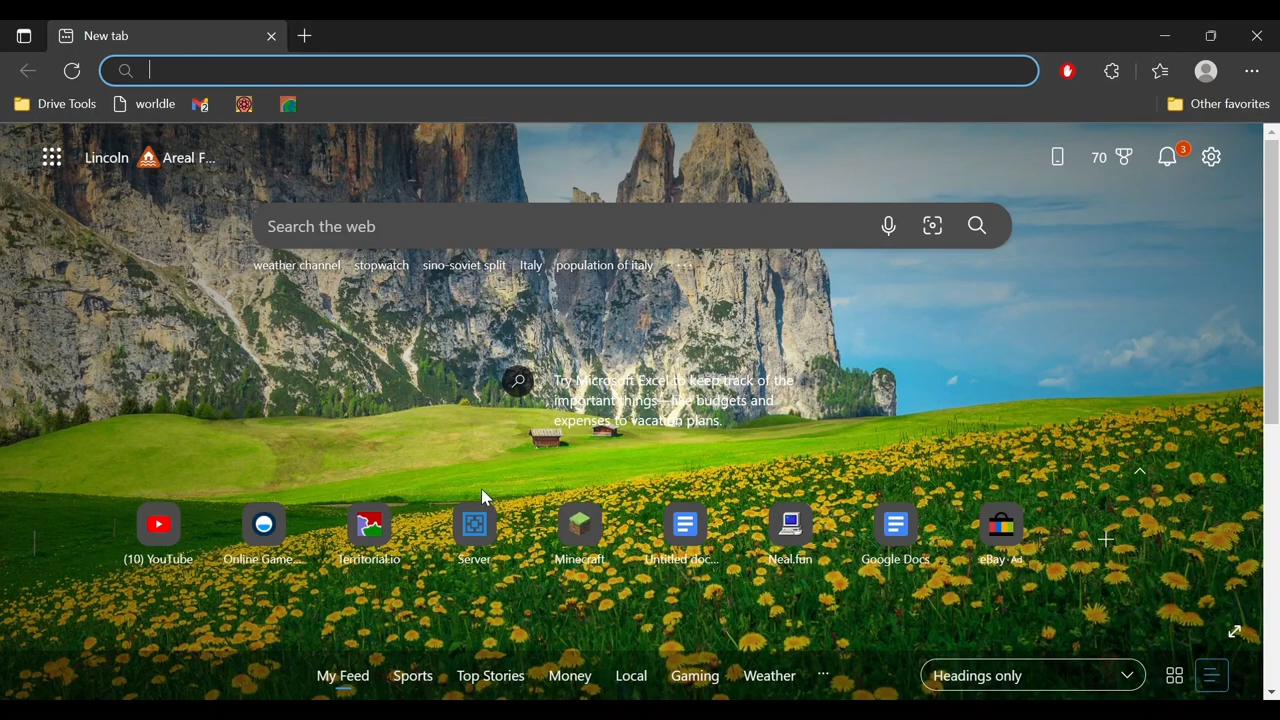 New tab
Drive Tools worldle 2 Other favorites
Lincoln Areal F... 70 3
Search the web
weather channel stopwatch sino-soviet split Italy population of italy ...
Try Microsoft Excel to keep track of the
important things—like budgets and
expenses to vacation plans.
(10) YouTube Online Game... Territorial.io Server Minecraft Untitled doc... Neal.fun Google Docs eBay·Ad
My Feed Sports Top Stories Money Local Gaming Weather ... Headings only